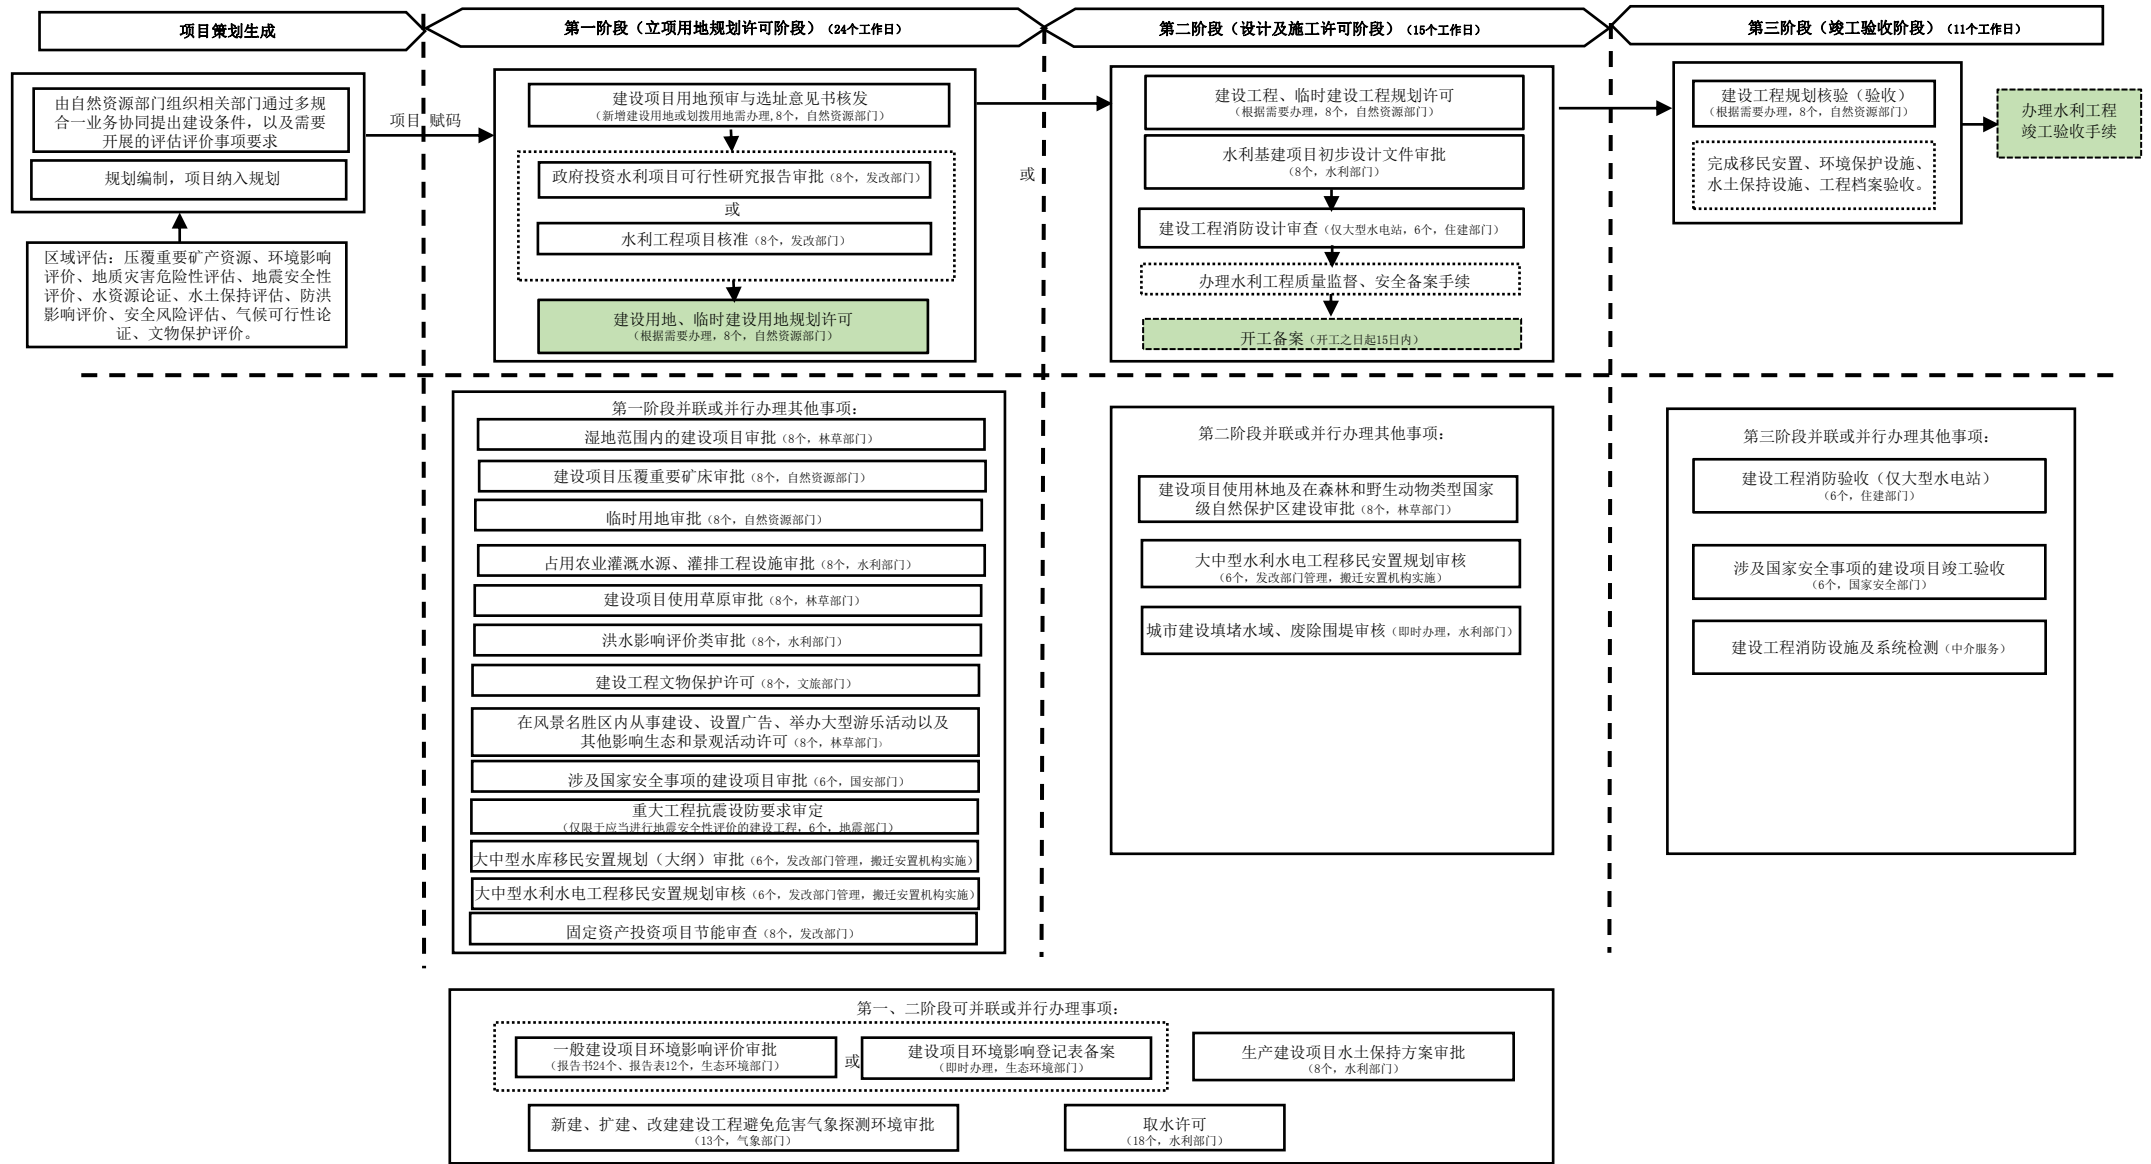 项目策划生成
第一阶段（立项用地规划许可阶段）（24个工作日）
第二阶段（设计及施工许可阶段）（15个工作日）
第三阶段（竣工验收阶段）（11个工作日）
由自然资源部门组织相关部门通过多规
合一业务协同提出建设条件，以及需要
开展的评估评价事项要求
规划编制，项目纳入规划
区域评估：压覆重要矿产资源、环境影响
评价、地质灾害危险性评估、地震安全性
评价、水资源论证、水土保持评估、防洪
影响评价、安全风险评估、气候可行性论
证、文物保护评价。
项目 赋码
建设项目用地预审与选址意见书核发
（新增建设用地或划拨用地需办理,8个，自然资源部门）
政府投资水利项目可行性研究报告审批（8个，发改部门）
或
水利工程项目核准（8个，发改部门）
建设用地、临时建设用地规划许可
（根据需要办理，8个，自然资源部门）
或
建设工程、临时建设工程规划许可
（根据需要办理，8个，自然资源部门）
水利基建项目初步设计文件审批
（8个，水利部门）
建设工程消防设计审查（仅大型水电站，6个，住建部门）
办理水利工程质量监督、安全备案手续
开工备案（开工之日起15日内）
建设工程规划核验（验收）
（根据需要办理，8个，自然资源部门）
完成移民安置、环境保护设施、
水土保持设施、工程档案验收。
办理水利工程
竣工验收手续
第一阶段并联或并行办理其他事项：
湿地范围内的建设项目审批（8个，林草部门）
建设项目压覆重要矿床审批（8个，自然资源部门）
临时用地审批（8个，自然资源部门）
占用农业灌溉水源、灌排工程设施审批（8个，水利部门）
建设项目使用草原审批（8个，林草部门）
洪水影响评价类审批（8个，水利部门）
建设工程文物保护许可（8个，文旅部门）
在风景名胜区内从事建设、设置广告、举办大型游乐活动以及
其他影响生态和景观活动许可（8个，林草部门）
涉及国家安全事项的建设项目审批（6个，国安部门）
重大工程抗震设防要求审定
（仅限于应当进行地震安全性评价的建设工程，6个，地震部门）
大中型水库移民安置规划（大纲）审批（6个，发改部门管理，搬迁安置机构实施）
大中型水利水电工程移民安置规划审核（6个，发改部门管理，搬迁安置机构实施）
固定资产投资项目节能审查（8个，发改部门）
第二阶段并联或并行办理其他事项：
建设项目使用林地及在森林和野生动物类型国家
级自然保护区建设审批（8个，林草部门）
大中型水利水电工程移民安置规划审核
（6个，发改部门管理，搬迁安置机构实施）
城市建设填堵水域、废除围堤审核（即时办理，水利部门）
第三阶段并联或并行办理其他事项：
建设工程消防验收（仅大型水电站）
（6个，住建部门）
涉及国家安全事项的建设项目竣工验收
（6个，国家安全部门）
建设工程消防设施及系统检测（中介服务）
第一、二阶段可并联或并行办理事项：
一般建设项目环境影响评价审批
（报告书24个、报告表12个，生态环境部门）
或
建设项目环境影响登记表备案
（即时办理，生态环境部门）
生产建设项目水土保持方案审批
（8个，水利部门）
新建、扩建、改建建设工程避免危害气象探测环境审批
（13个，气象部门）
取水许可
（18个，水利部门）